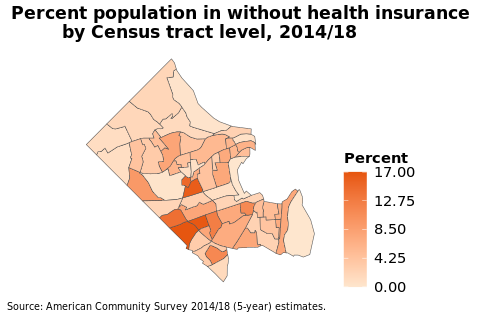 Percent population in without health insurance
by Census tract level, 2014/18
Percent
17.00
12.75
8.50
4.25
0.00
Source: American Community Survey 2014/18 (5-year) estimates.